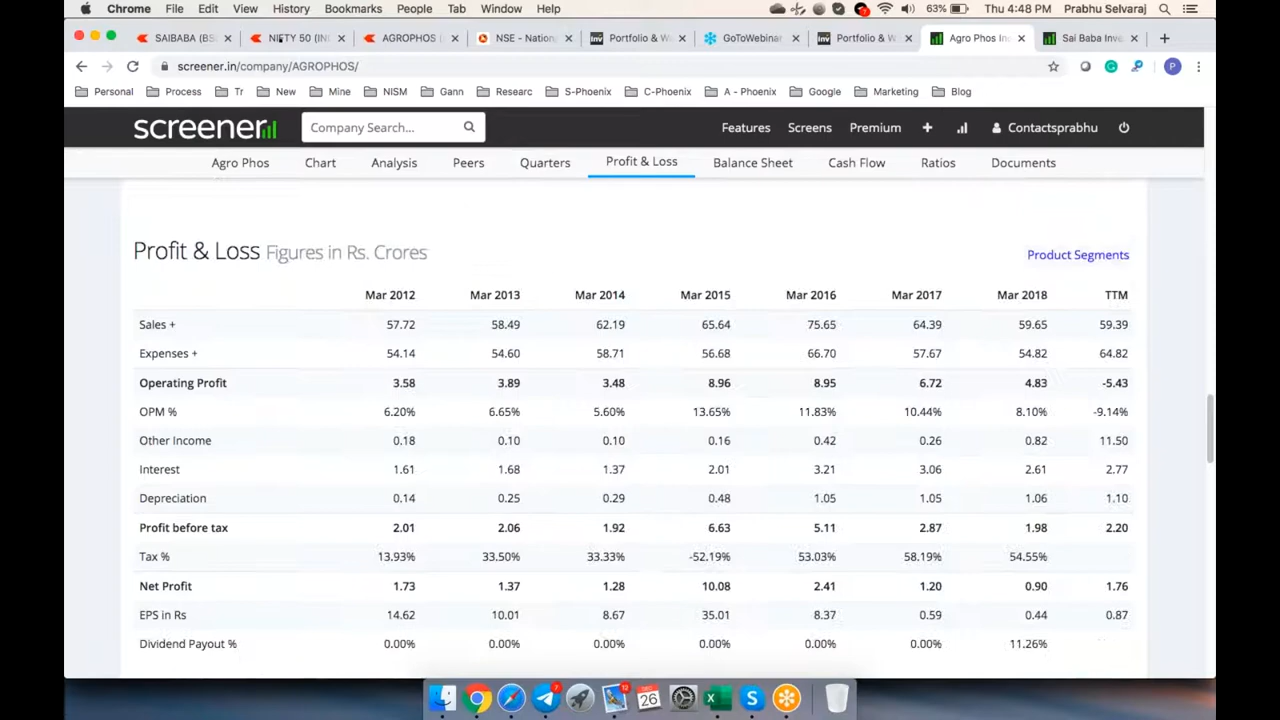 Chrome File Edit View History Bookmarks People Tab Window Help 63% Thu 4:48 PM Prabhu Selvaraj
SAIBABA (BS NIFTY 50 (IN AGROPHOS NSE - Nation Portfolio & W GoToWebinar Portfolio & W Agro Phos In Sai Baba Inve
screener.in/company/AGROPHOS/ P
Personal Process Tr New Mine NISM Gann Researc S-Phoenix C-Phoenix A - Phoenix Google Marketing Blog
screener Company Search... Features Screens Premium Contactsprabhu
Agro Phos Chart Analysis Peers Quarters Profit & Loss Balance Sheet Cash Flow Ratios Documents
Profit & Loss Figures in Rs. Crores Product Segments
Mar 2012 Mar 2013 Mar 2014 Mar 2015 Mar 2016 Mar 2017 Mar 2018 TTM
Sales + 57.72 58.49 62.19 65.64 75.65 64.39 59.65 59.39
Expenses + 54.14 54.60 58.71 56.68 66.70 57.67 54.82 64.82
Operating Profit 3.58 3.89 3.48 8.96 8.95 6.72 4.83 -5.43
OPM % 6.20% 6.65% 5.60% 13.65% 11.83% 10.44% 8.10% -9.14%
Other Income 0.18 0.10 0.10 0.16 0.42 0.26 0.82 11.50
Interest 1.61 1.68 1.37 2.01 3.21 3.06 2.61 2.77
Depreciation 0.14 0.25 0.29 0.48 1.05 1.05 1.06 1.10
Profit before tax 2.01 2.06 1.92 6.63 5.11 2.87 1.98 2.20
Tax % 13.93% 33.50% 33.33% -52.19% 53.03% 58.19% 54.55%
Net Profit 1.73 1.37 1.28 10.08 2.41 1.20 0.90 1.76
EPS in Rs 14.62 10.01 8.67 35.01 8.37 0.59 0.44 0.87
Dividend Payout % 0.00% 0.00% 0.00% 0.00% 0.00% 0.00% 11.26%
DEC
26